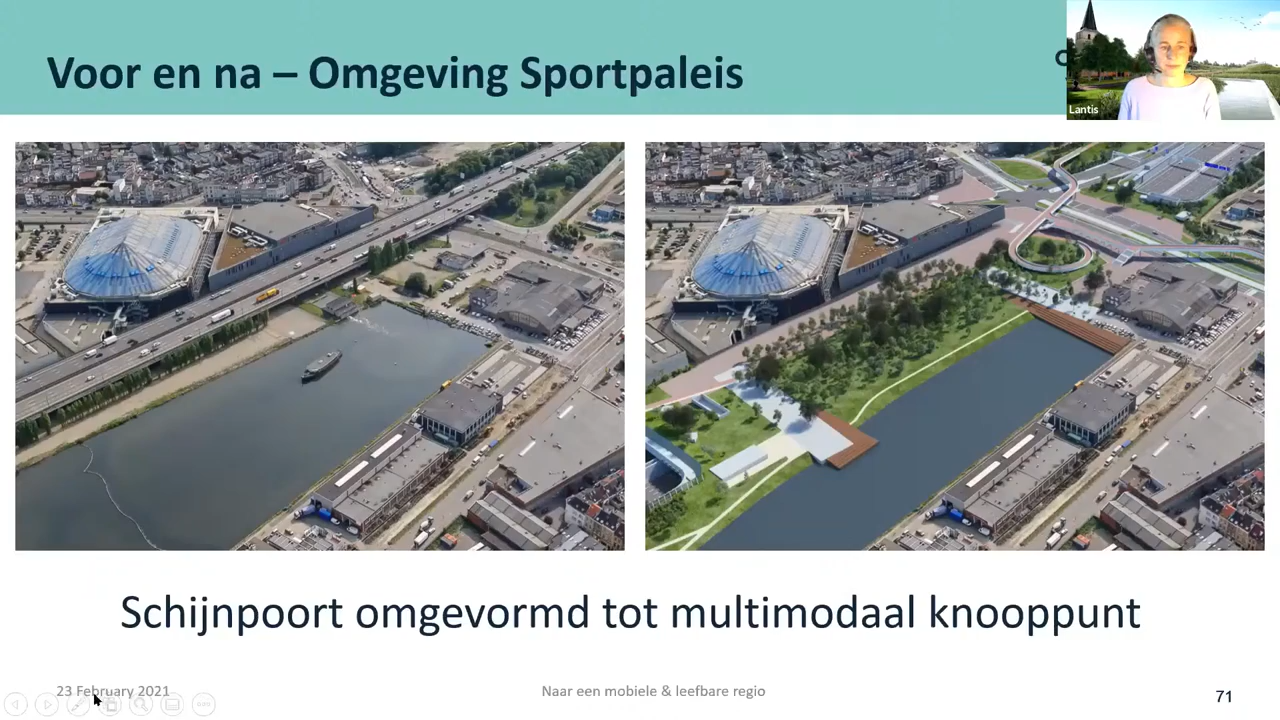 Voor en na – Omgeving Sportpaleis
Lantis
Schijnpoort omgevormd tot multimodaal knooppunt
23 February 2021
Naar een mobiele & leefbare regio
71